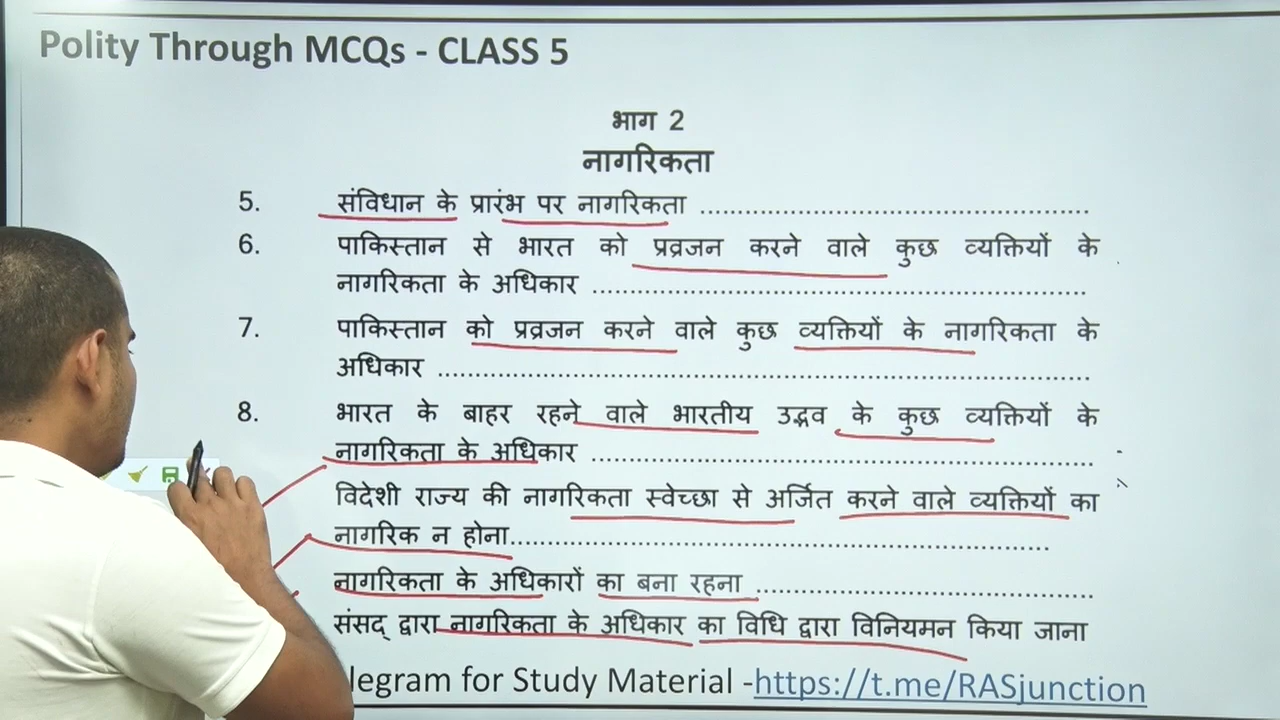 Polity Through MCQs - CLASS 5
भाग 2
नागरिकता
5. संविधान के प्रारंभ पर नागरिकता ...............................................................
6. पाकिस्तान से भारत को प्रव्रजन करने वाले कुछ व्यक्तियों के
नागरिकता के अधिकार ................................................................................
7. पाकिस्तान को प्रव्रजन करने वाले कुछ व्यक्तियों के नागरिकता के
अधिकार ...........................................................................................................
8. भारत के बाहर रहने वाले भारतीय उद्भव के कुछ व्यक्तियों के
नागरिकता के अधिकार ................................................................................
विदेशी राज्य की नागरिकता स्वेच्छा से अर्जित करने वाले व्यक्तियों का
नागरिक न होना...........................................................................................
नागरिकता के अधिकारों का बना रहना .......................................................
संसद् द्वारा नागरिकता के अधिकार का विधि द्वारा विनियमन किया जाना
for Study Material -https://t.me/RASjunction